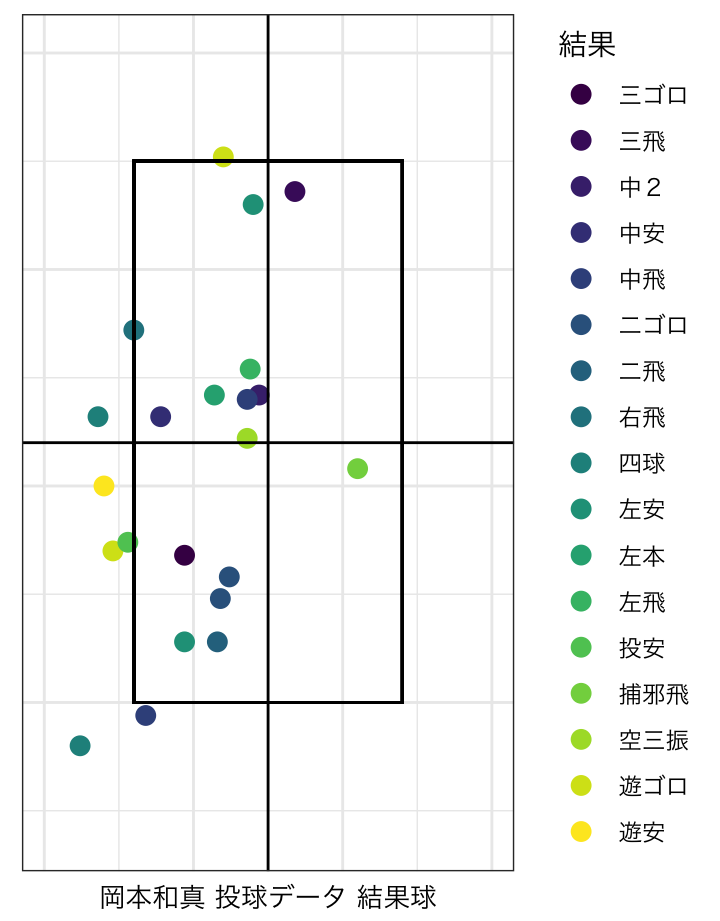 結果
三ゴロ
三飛
中２
中安
中飛
二ゴロ
二飛
右飛
四球
左安
左本
左飛
投安
捕邪飛
空三振
遊ゴロ
遊安
岡本和真 投球データ 結果球